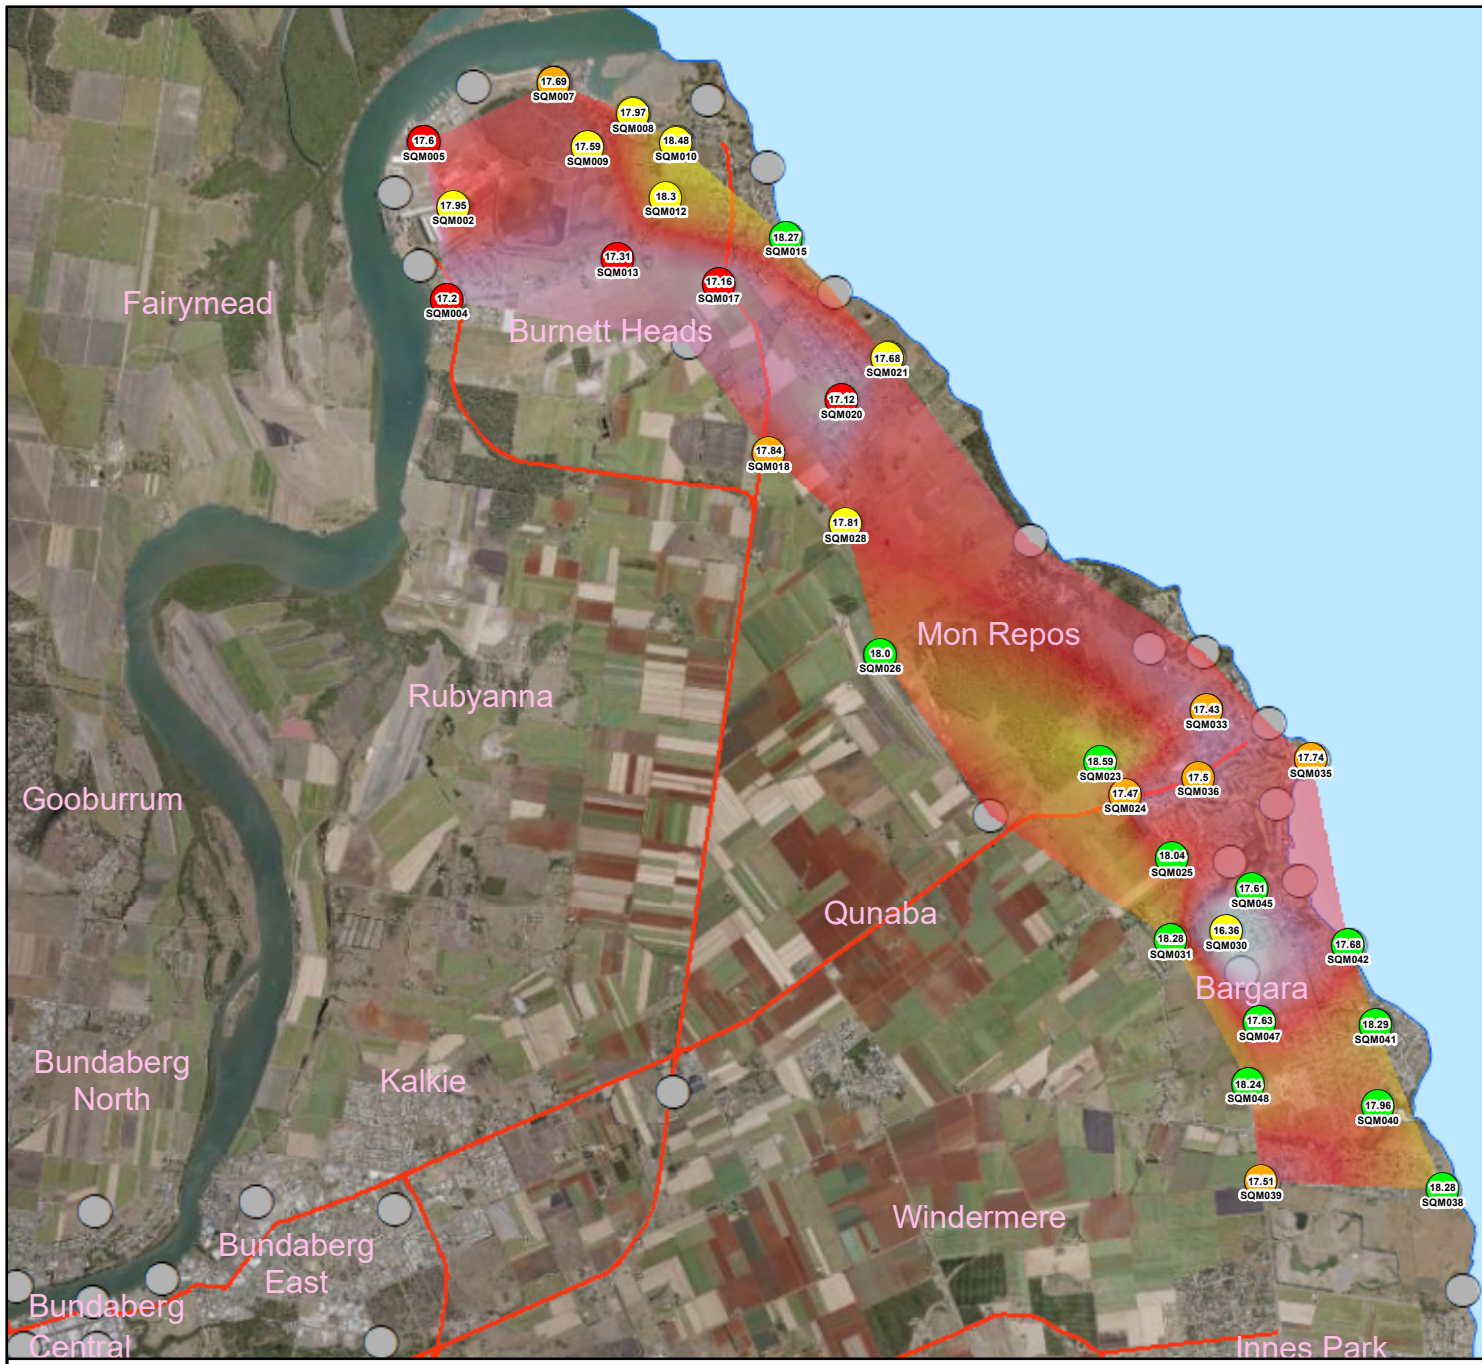 17.69
SQM007
17.97
SQM008
17.6
SQM005
17.59
SQM009
18.48
SQM010
17.95
SQM002
18.3
SQM012
18.27
SQM015
17.31
SQM013
17.16
SQM017
17.2
SQM004
Fairymead
Burnett Heads
17.68
SQM021
17.12
SQM020
17.84
SQM018
17.81
SQM028
Mon Repos
18.0
SQM026
Rubyanna
17.43
SQM033
17.74
SQM035
18.59
SQM023
17.5
SQM036
17.47
SQM024
Gooburrum
18.04
SQM025
17.61
SQM045
Qunaba
16.36
SQM030
18.28
SQM031
17.68
SQM042
Bargara
17.63
SQM047
18.29
SQM041
Bundaberg
North
Kalkie
18.24
SQM048
17.96
SQM040
17.51
SQM039
18.28
SQM038
Windermere
Bundaberg
East
Bundaberg
Central
Innes Park